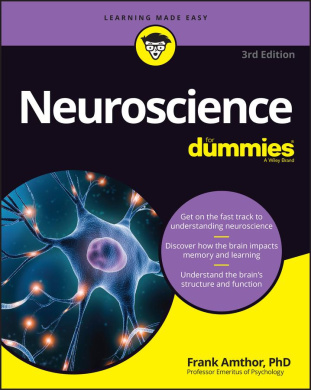 LEARNING MADE EASY
3rd Edition
Neuroscience
for
dummies
A Wiley Brand
Get on the fast track to
understanding neuroscience
Discover how the brain impacts
memory and learning
Understand the brain's
structure and function
Frank Amthor, PhD
Professor Emeritus of Psychology